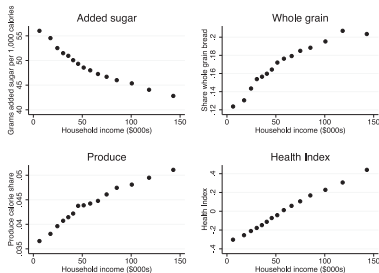 Added sugar
Grams added sugar per 1,000 calories
40 45 50 55
0 50 100 150
Household income ($000s)
Whole grain
Share whole grain bread
.12 .14 .16 .18 .2
0 50 100 150
Household income ($000s)
Produce
Produce calorie share
.035 .04 .045 .05
0 50 100 150
Household income ($000s)
Health Index
Health Index
-.4 -.2 0 .2 .4
0 50 100 150
Household income ($000s)